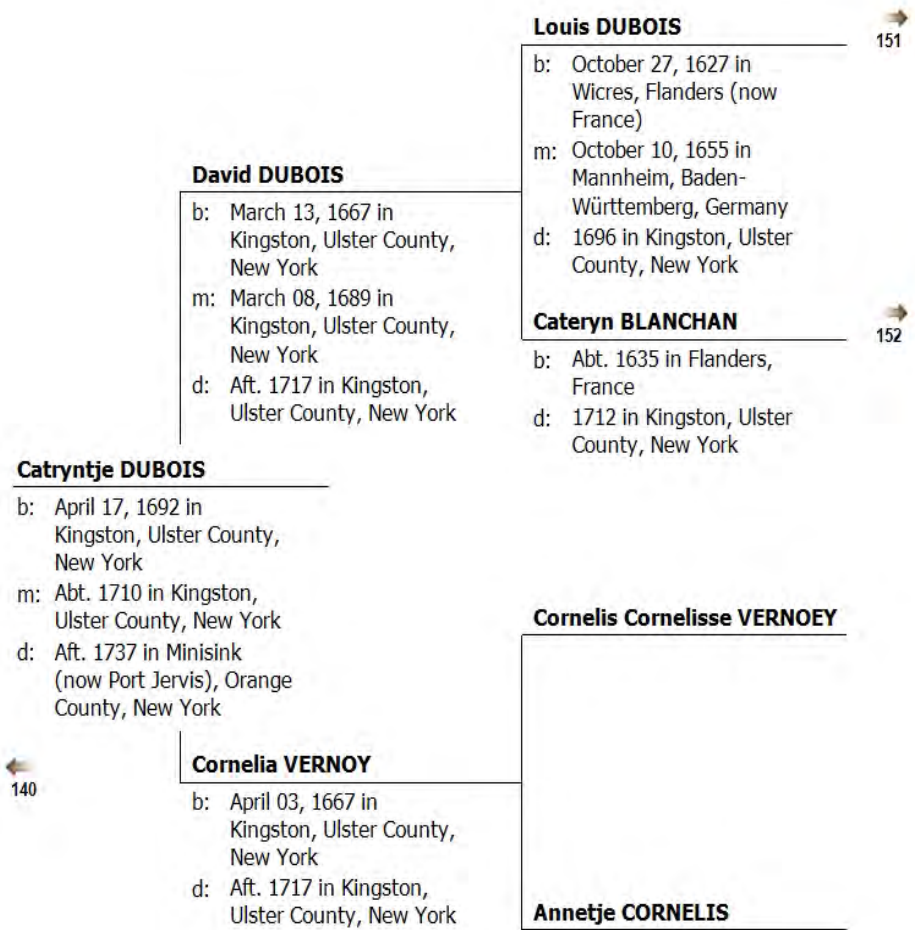 Louis DUBOIS
151
b: October 27, 1627 in
Wicres, Flanders (now
France)
m: October 10, 1655 in
Mannheim, Baden-
Württemberg, Germany
d: 1696 in Kingston, Ulster
County, New York
David DUBOIS
b: March 13, 1667 in
Kingston, Ulster County,
New York
m: March 08, 1689 in
Kingston, Ulster County,
New York
d: Aft. 1717 in Kingston,
Ulster County, New York
Cateryn BLANCHAN
152
b: Abt. 1635 in Flanders,
France
d: 1712 in Kingston, Ulster
County, New York
Catryntje DUBOIS
b: April 17, 1692 in
Kingston, Ulster County,
New York
m: Abt. 1710 in Kingston,
Ulster County, New York
d: Aft. 1737 in Minisink
(now Port Jervis), Orange
County, New York
140
Cornelis Cornelisse VERNOEY
Cornelia VERNOY
b: April 03, 1667 in
Kingston, Ulster County,
New York
d: Aft. 1717 in Kingston,
Ulster County, New York
Annetje CORNELIS